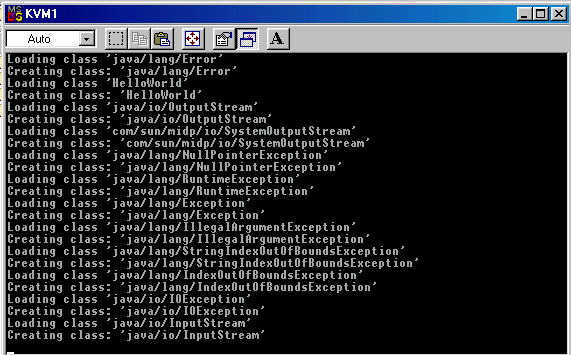 KVM1
Auto
A
Loading class 'java/lang/Error'
Creating class: 'java/lang/Error'
Loading class 'HelloWorld'
Creating class: 'HelloWorld'
Loading class 'java/io/OutputStream'
Creating class: 'java/io/OutputStream'
Loading class 'com/sun/midp/io/SystemOutputStream'
Creating class: 'com/sun/midp/io/SystemOutputStream'
Loading class 'java/lang/NullPointerException'
Creating class: 'java/lang/NullPointerException'
Loading class 'java/lang/RuntimeException'
Creating class: 'java/lang/RuntimeException'
Loading class 'java/lang/Exception'
Creating class: 'java/lang/Exception'
Loading class 'java/lang/IllegalArgumentException'
Creating class: 'java/lang/IllegalArgumentException'
Loading class 'java/lang/StringIndexOutOfBoundsException'
Creating class: 'java/lang/StringIndexOutOfBoundsException'
Loading class 'java/lang/IndexOutOfBoundsException'
Creating class: 'java/lang/IndexOutOfBoundsException'
Loading class 'java/io/IOException'
Creating class: 'java/io/IOException'
Loading class 'java/io/InputStream'
Creating class: 'java/io/InputStream'